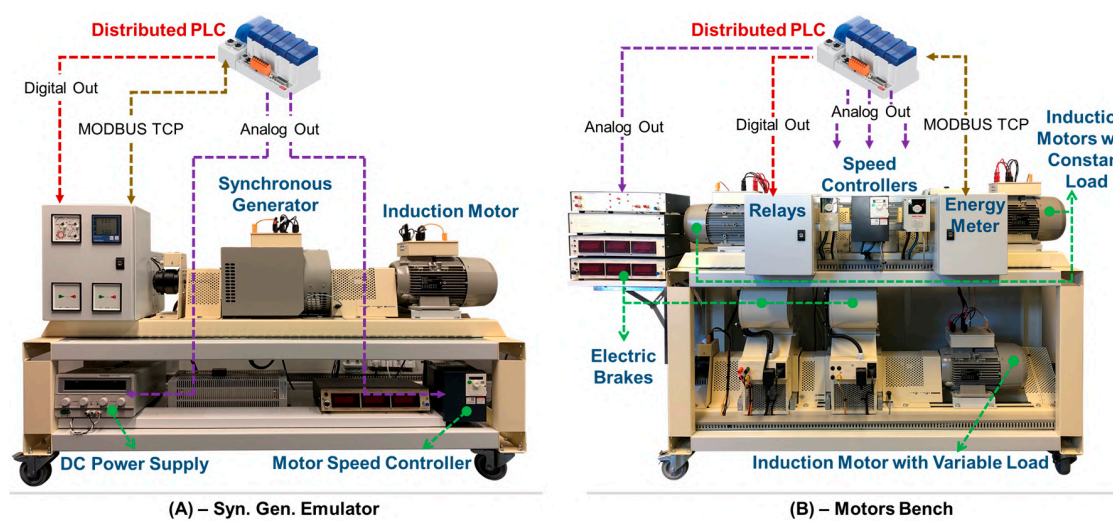 Distributed PLC
Digital Out
MODBUS TCP
Analog Out
Synchronous
Generator
Induction Motor
DC Power Supply
Motor Speed Controller
(A) – Syn. Gen. Emulator
Distributed PLC
Analog Out
Digital Out
Analog Out
MODBUS TCP
Speed
Controllers
Motors
Constan
Load
Relays
Energy
Meter
Electric
Brakes
Induction Motor with Variable Load
(B) – Motors Bench